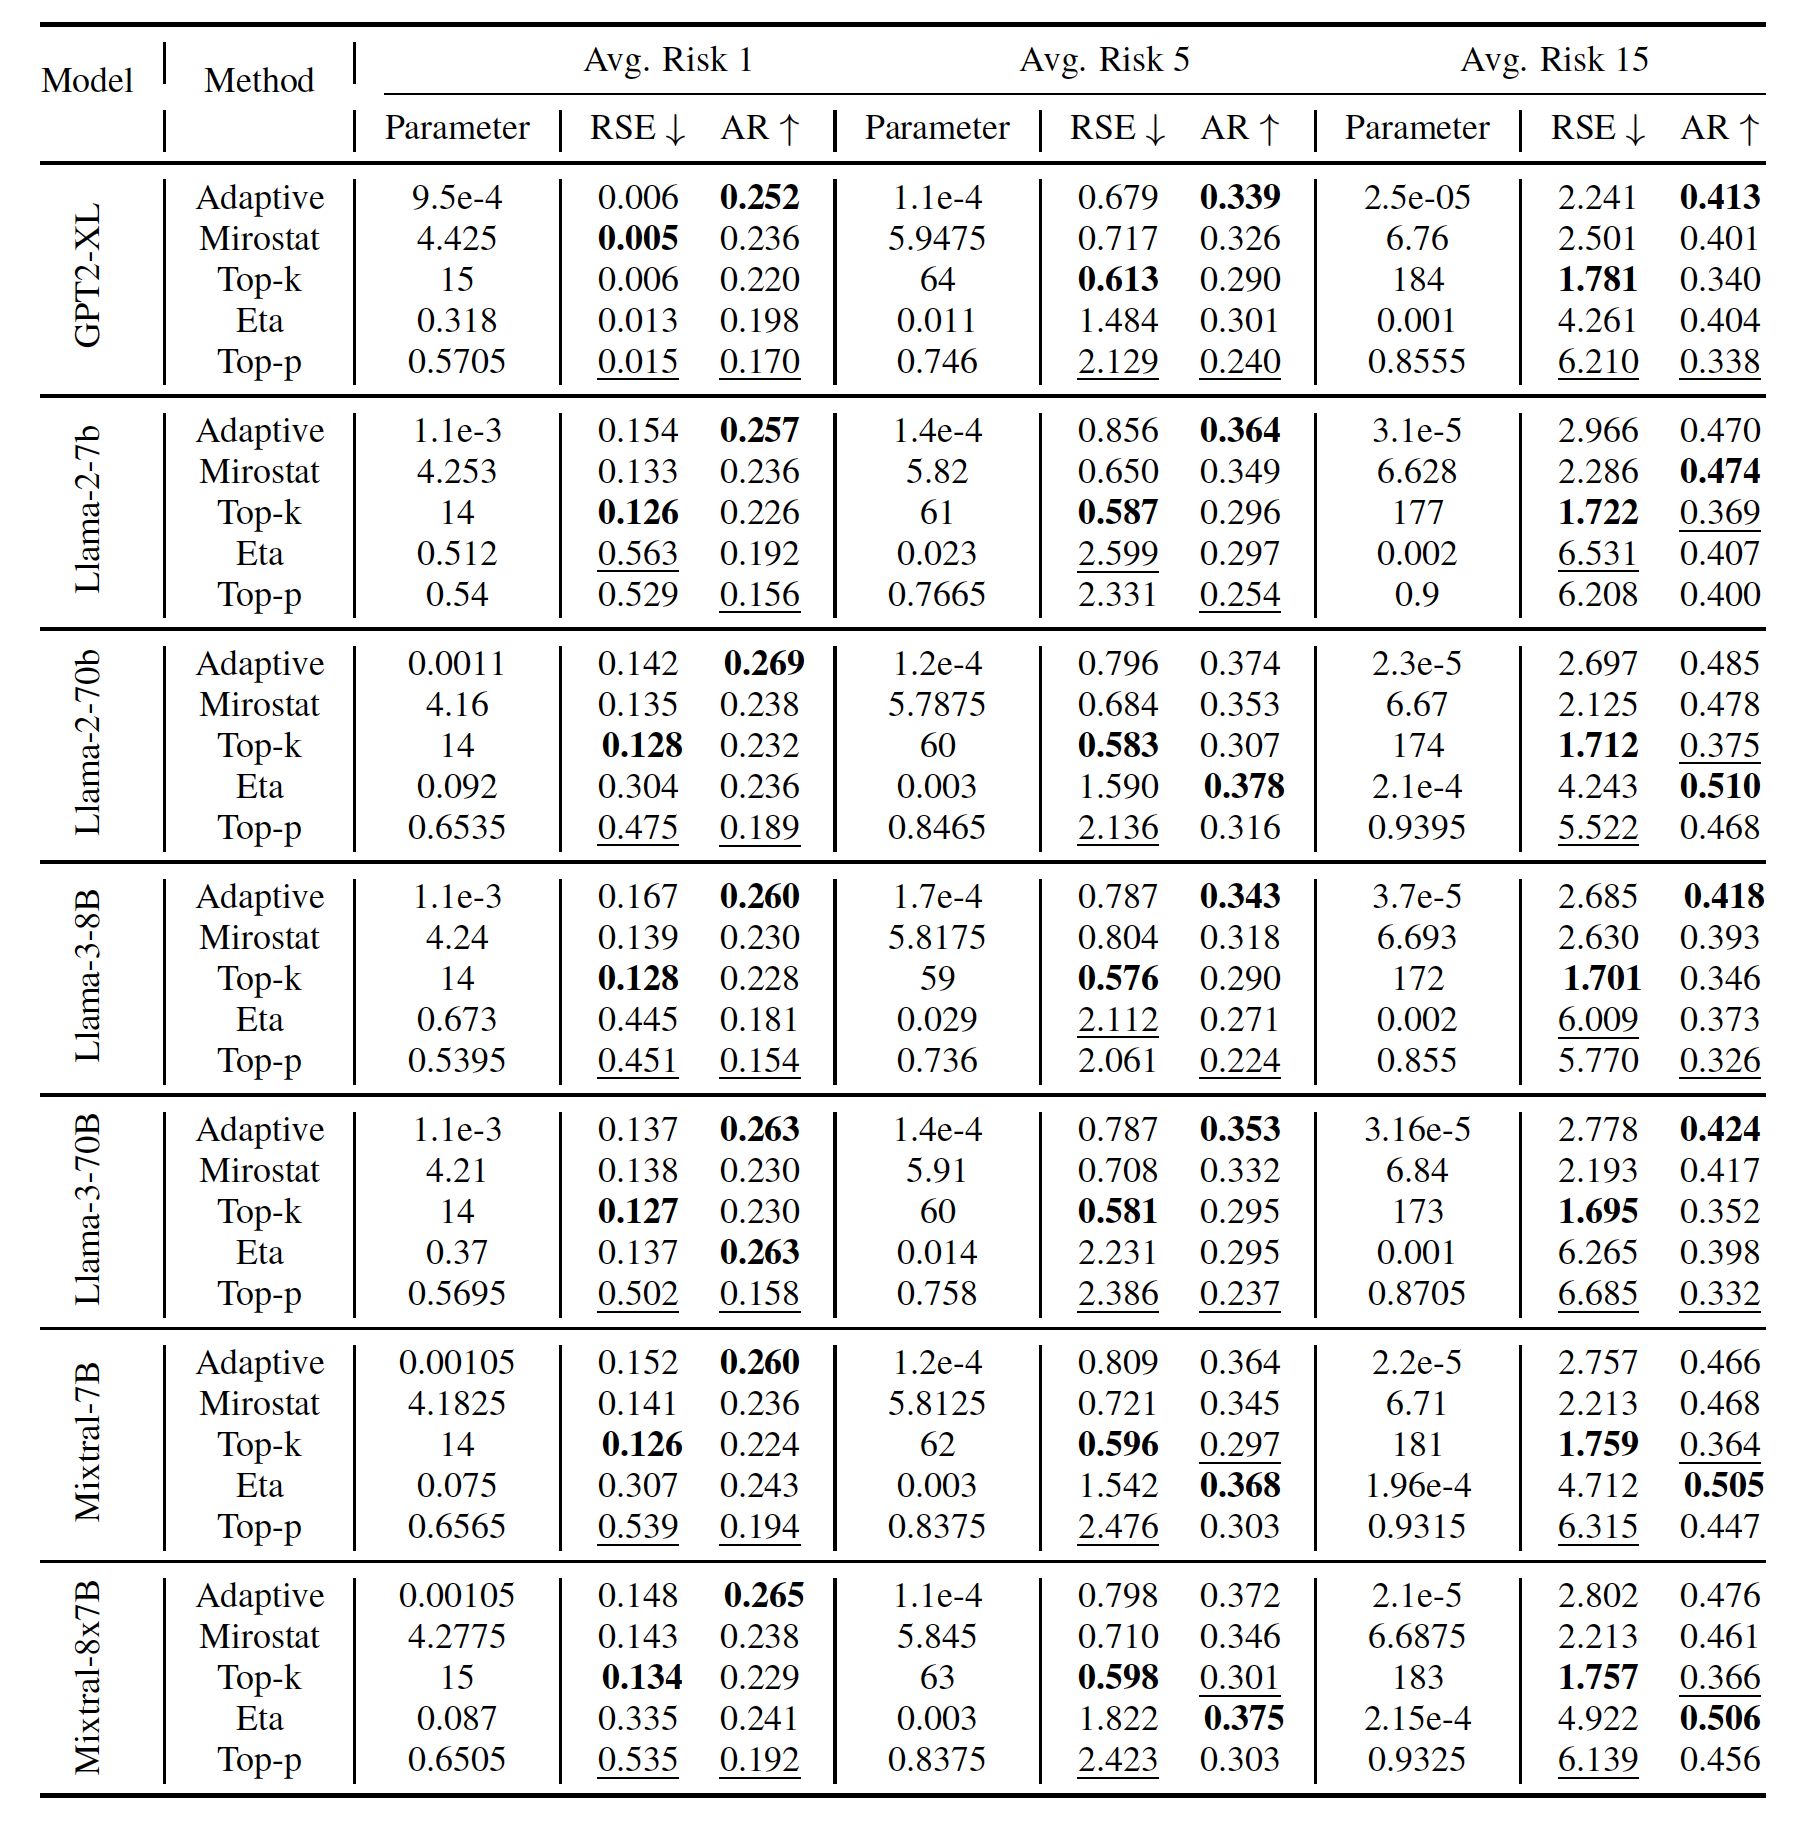 Model Method Avg. Risk 1 Avg. Risk 5 Avg. Risk 15
Parameter RSE ↓ AR ↑ Parameter RSE ↓ AR ↑ Parameter RSE ↓ AR ↑
GPT2-XL
Adaptive 9.5e-4 0.006 0.252 1.1e-4 0.679 0.339 2.5e-05 2.241 0.413
Mirostat 4.425 0.005 0.236 5.9475 0.717 0.326 6.76 2.501 0.401
Top-k 15 0.006 0.220 64 0.613 0.290 184 1.781 0.340
Eta 0.318 0.013 0.198 0.011 1.484 0.301 0.001 4.261 0.404
Top-p 0.5705 0.015 0.170 0.746 2.129 0.240 0.8555 6.210 0.338
Llama-2-7b
Adaptive 1.1e-3 0.154 0.257 1.4e-4 0.856 0.364 3.1e-5 2.966 0.470
Mirostat 4.253 0.133 0.236 5.82 0.650 0.349 6.628 2.286 0.474
Top-k 14 0.126 0.226 61 0.587 0.296 177 1.722 0.369
Eta 0.512 0.563 0.192 0.023 2.599 0.297 0.002 6.531 0.407
Top-p 0.54 0.529 0.156 0.7665 2.331 0.254 0.9 6.208 0.400
Llama-2-70b
Adaptive 0.0011 0.142 0.269 1.2e-4 0.796 0.374 2.3e-5 2.697 0.485
Mirostat 4.16 0.135 0.238 5.7875 0.684 0.353 6.67 2.125 0.478
Top-k 14 0.128 0.232 60 0.583 0.307 174 1.712 0.375
Eta 0.092 0.304 0.236 0.003 1.590 0.378 2.1e-4 4.243 0.510
Top-p 0.6535 0.475 0.189 0.8465 2.136 0.316 0.9395 5.522 0.468
Llama-3-8B
Adaptive 1.1e-3 0.167 0.260 1.7e-4 0.787 0.343 3.7e-5 2.685 0.418
Mirostat 4.24 0.139 0.230 5.8175 0.804 0.318 6.693 2.630 0.393
Top-k 14 0.128 0.228 59 0.576 0.290 172 1.701 0.346
Eta 0.673 0.445 0.181 0.029 2.112 0.271 0.002 6.009 0.373
Top-p 0.5395 0.451 0.154 0.736 2.061 0.224 0.855 5.770 0.326
Llama-3-70B
Adaptive 1.1e-3 0.137 0.263 1.4e-4 0.787 0.353 3.16e-5 2.778 0.424
Mirostat 4.21 0.138 0.230 5.91 0.708 0.332 6.84 2.193 0.417
Top-k 14 0.127 0.230 60 0.581 0.295 173 1.695 0.352
Eta 0.37 0.137 0.263 0.014 2.231 0.295 0.001 6.265 0.398
Top-p 0.5695 0.502 0.158 0.758 2.386 0.237 0.8705 6.685 0.332
Mixtral-7B
Adaptive 0.00105 0.152 0.260 1.2e-4 0.809 0.364 2.2e-5 2.757 0.466
Mirostat 4.1825 0.141 0.236 5.8125 0.721 0.345 6.71 2.213 0.468
Top-k 14 0.126 0.224 62 0.596 0.297 181 1.759 0.364
Eta 0.075 0.307 0.243 0.003 1.542 0.368 1.96e-4 4.712 0.505
Top-p 0.6565 0.539 0.194 0.8375 2.476 0.303 0.9315 6.315 0.447
Mixtral-8x7B
Adaptive 0.00105 0.148 0.265 1.1e-4 0.798 0.372 2.1e-5 2.802 0.476
Mirostat 4.2775 0.143 0.238 5.845 0.710 0.346 6.6875 2.213 0.461
Top-k 15 0.134 0.229 63 0.598 0.301 183 1.757 0.366
Eta 0.087 0.335 0.241 0.003 1.822 0.375 2.15e-4 4.922 0.506
Top-p 0.6505 0.535 0.192 0.8375 2.423 0.303 0.9325 6.139 0.456